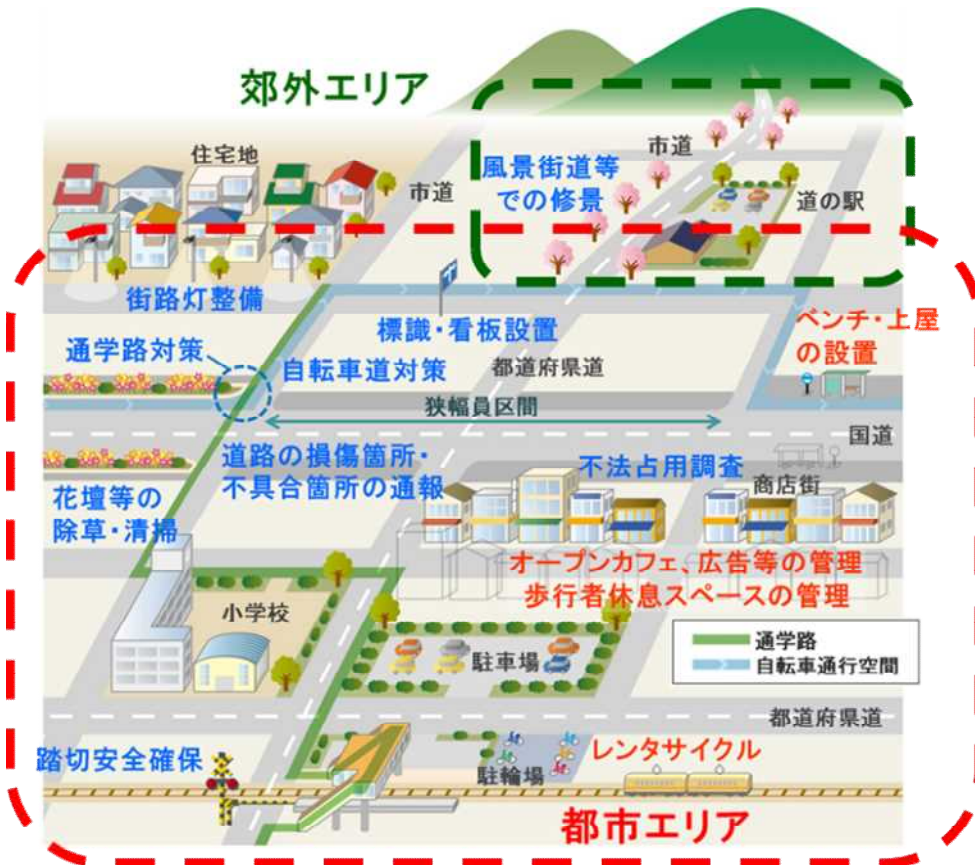 郊外エリア
住宅地
市道
市道
風景街道等
での修景
道の駅
街路灯整備
標識・看板設置
ベンチ・上屋
の設置
通学路対策
自転車道対策
都道府県道
狭幅員区間
国道
道路の損傷箇所・
不具合箇所の通報
不法占用調査
商店街
花壇等の
除草・清掃
オープンカフェ、広告等の管理
歩行者休息スペースの管理
小学校
通学路
自転車通行空間
駐車場
都道府県道
踏切安全確保
駐輪場
レンタサイクル
都市エリア